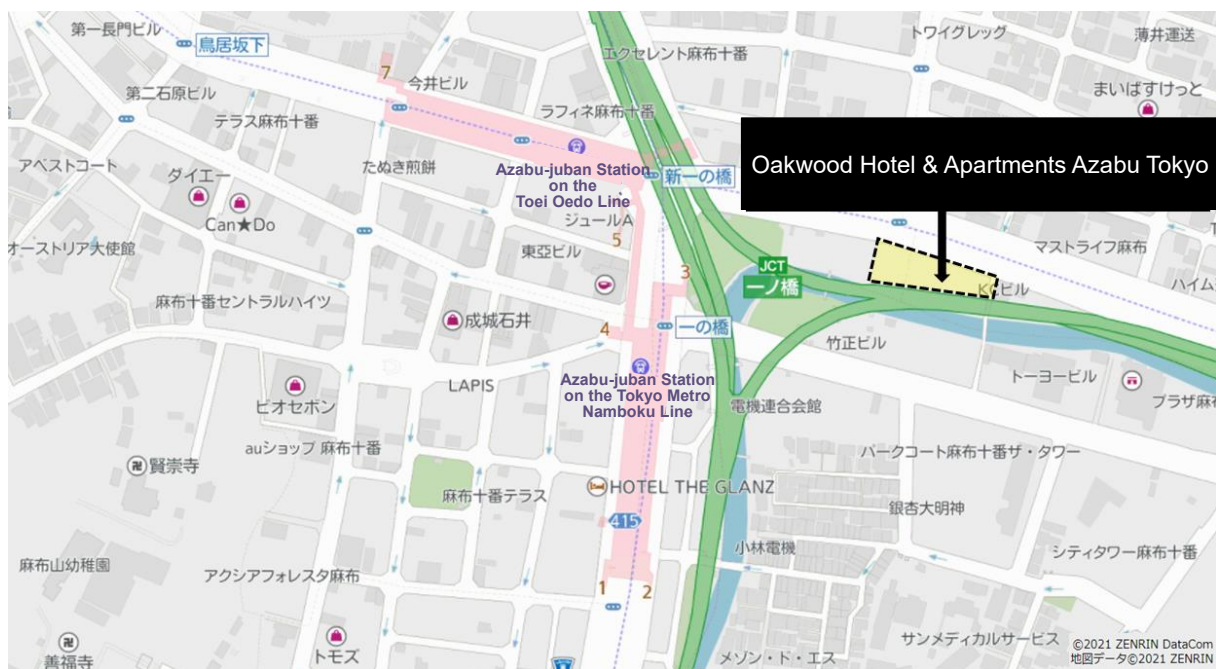 第一長門ビル
鳥居坂下
エクセレント麻布十番
トワイグレッグ
薄井運送
7
今井ビル
第二石原ビル
まいばすけっと
ラフィネ麻布十番
テラス麻布十番
アベストコート
ダイエー
たぬき煎餅
Azabu-juban Station
on the
Toei Oedo Line
新一の橋
Oakwood Hotel & Apartments Azabu Tokyo
Can★Do
ジュールA
5
東亞ビル
オーストリア大使館
マストライフ麻布
3
JCT
一ノ橋
KCビル
ハイム
麻布十番セントラルハイツ
成城石井
4
一の橋
竹正ビル
LAPIS
Azabu-juban Station
on the Tokyo Metro
Namboku Line
トーヨービル
ビオセボン
電機連合会館
プラザ麻布
auショップ 麻布十番
賢崇寺
パークコート麻布十番ザ・タワー
麻布十番テラス
HOTEL THE GLANZ
銀杏大明神
415
小林電機
シティタワー麻布十番
麻布山幼稚園
アクシアフォレスタ麻布
1
2
善福寺
トモズ
メゾン・ド・エス
サンメディカルサービス
©2021 ZENRIN DataCom
地図データ©2021 ZENRIN